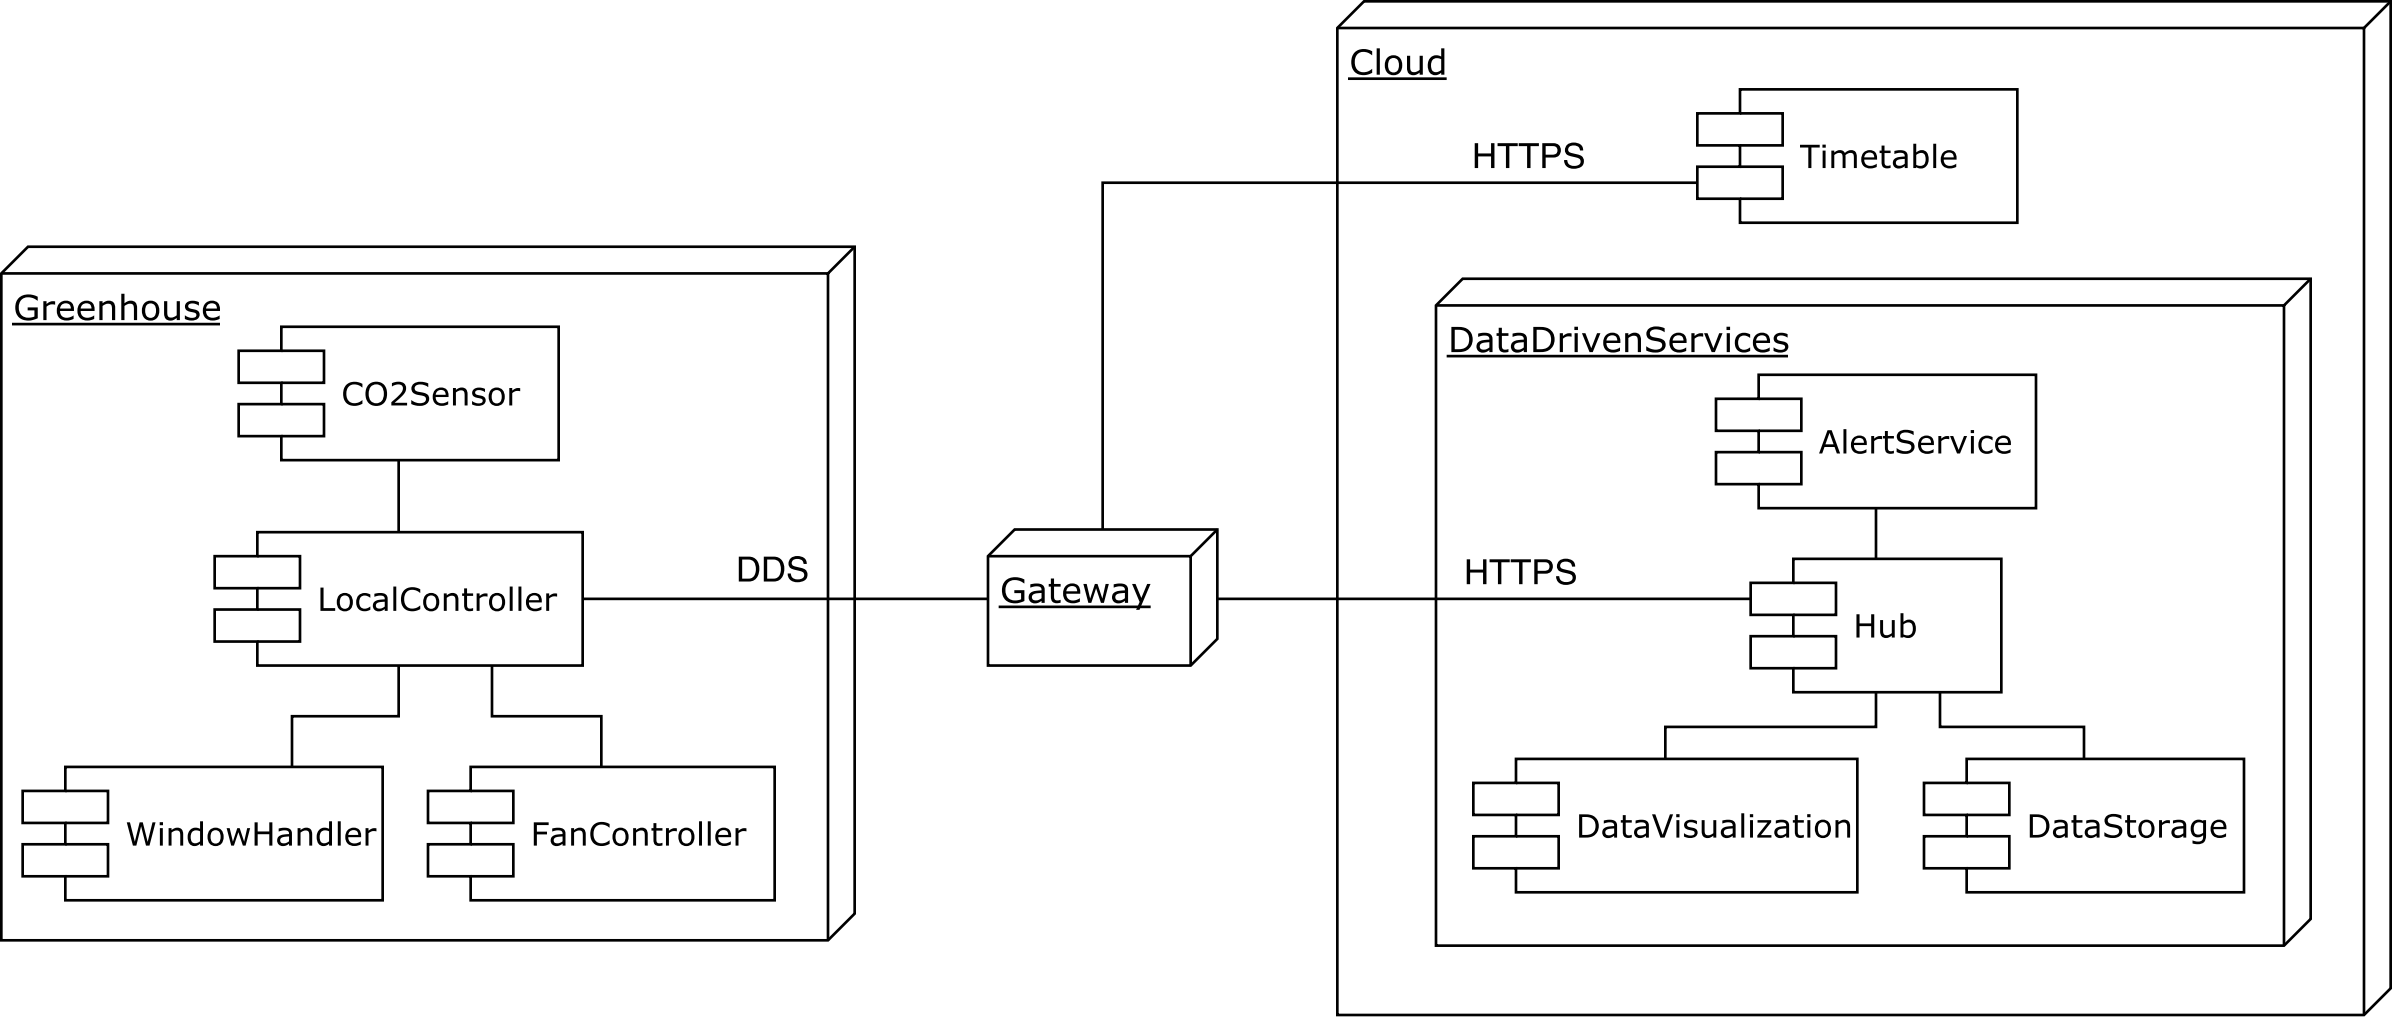 Cloud
HTTPS
Timetable
Greenhouse
CO2Sensor
LocalController
DDS
WindowHandler
FanController
Gateway
HTTPS
DataDrivenServices
AlertService
Hub
DataVisualization
DataStorage